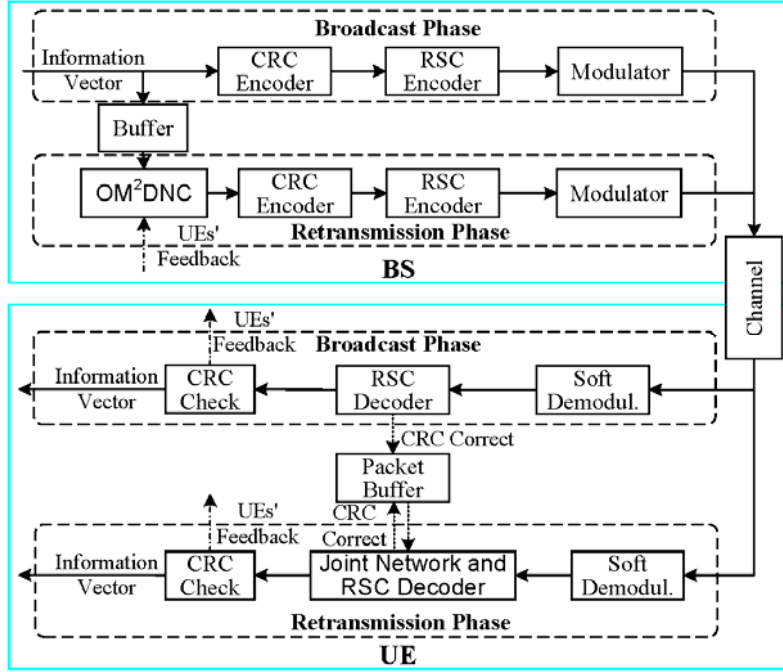 Broadcast Phase
Information
Vector
CRC
Encoder
RSC
Encoder
Modulator
Buffer
OM²DNC
CRC
Encoder
RSC
Encoder
Modulator
UEs'
Feedback
Retransmission Phase
BS
Channel
UEs'
Feedback
Broadcast Phase
Information
Vector
CRC
Check
RSC
Decoder
Soft
Demodul.
CRC Correct
Packet
Buffer
UEs'
Feedback
CRC
Correct
Information
Vector
CRC
Check
Joint Network and
RSC Decoder
Soft
Demodul.
Retransmission Phase
UE